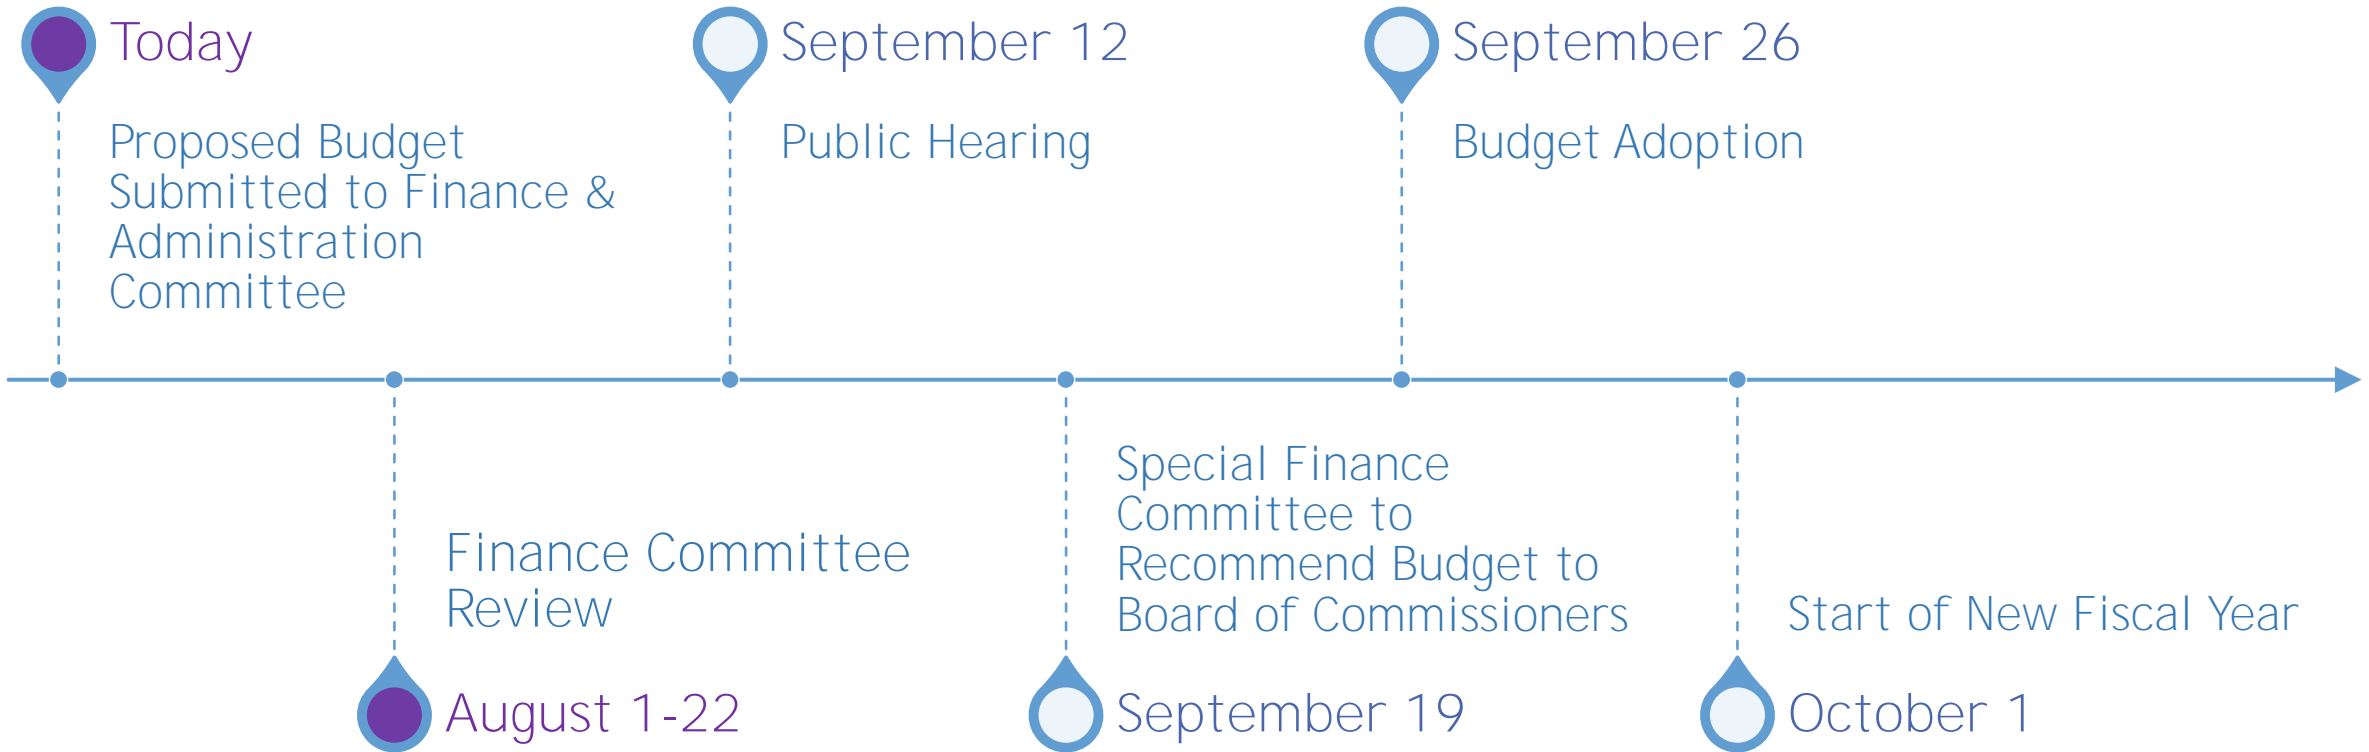 Today
Proposed Budget
Submitted to Finance &
Administration
Committee
Finance Committee
Review
August 1-22
September 12
Public Hearing
Special Finance
Committee to
Recommend Budget to
Board of Commissioners
September 19
September 26
Budget Adoption
Start of New Fiscal Year
October 1